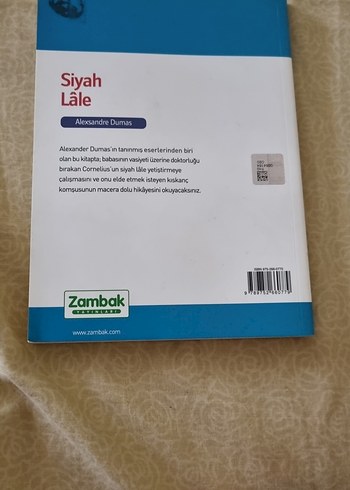 Siyah
Lâle
Alexsandre Dumas
Alexander Dumas'ın tanınmış eserlerinden biri
olan bu kitapta; babasının vasiyeti üzerine doktorluğu
bırakan Cornelius'un siyah lâle yetiştirmeye
çalışmasını ve onu elde etmek isteyen kıskanç
komşusunun macera dolu hikâyesini okuyacaksınız.
Zambak
YAYINLARI
www.zambak.com